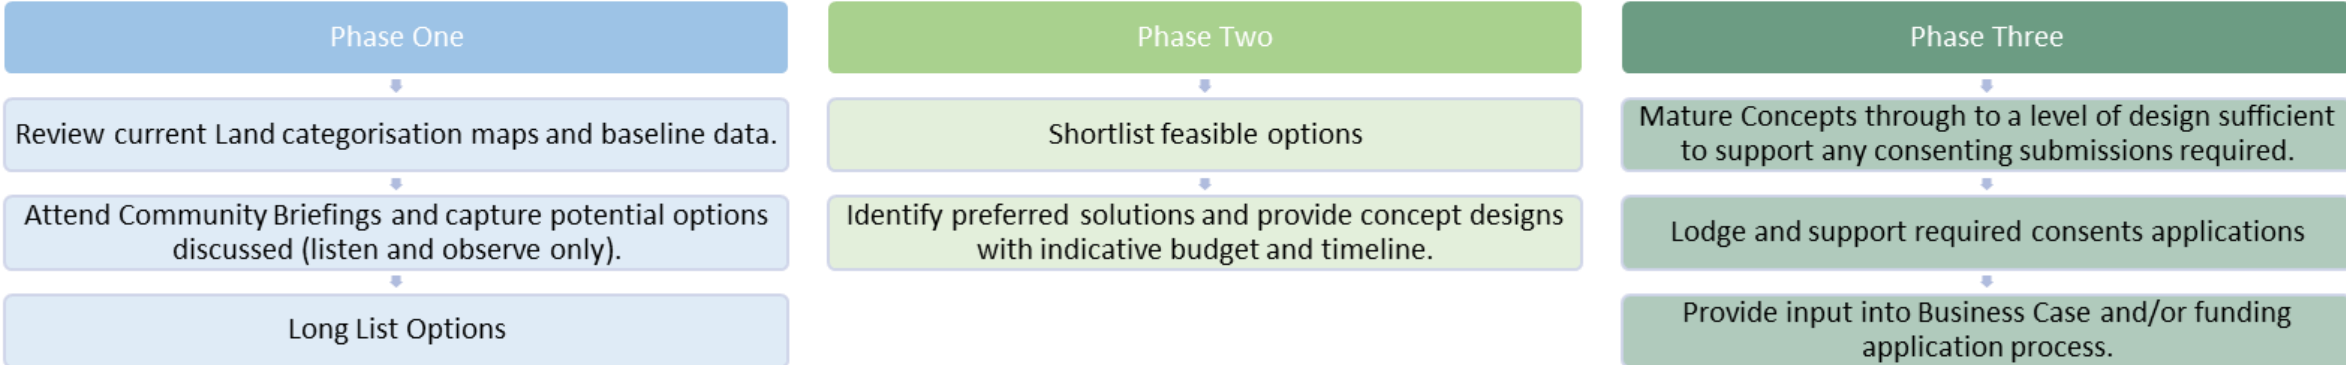 Phase One
Review current Land categorisation maps and baseline data.
Attend Community Briefings and capture potential options
discussed (listen and observe only).
Long List Options
Phase Two
Shortlist feasible options
Identify preferred solutions and provide concept designs
with indicative budget and timeline.
Phase Three
Mature Concepts through to a level of design sufficient
to support any consenting submissions required.
Lodge and support required consents applications
Provide input into Business Case and/or funding
application process.